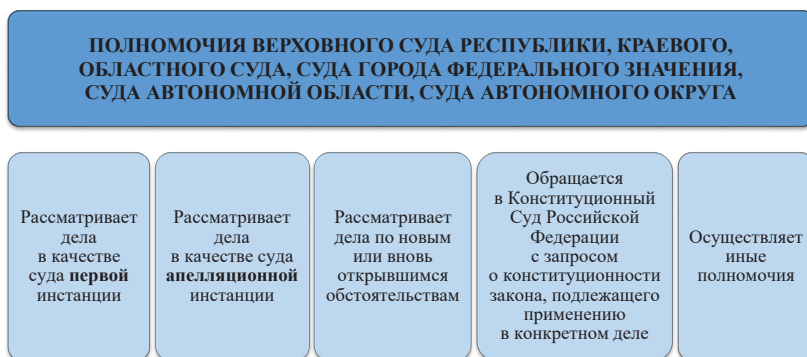 ПОЛНОМОЧИЯ ВЕРХОВНОГО СУДА РЕСПУБЛИКИ, КРАЕВОГО,
ОБЛАСТНОГО СУДА, СУДА ГОРОДА ФЕДЕРАЛЬНОГО ЗНАЧЕНИЯ,
СУДА АВТОНОМНОЙ ОБЛАСТИ, СУДА АВТОНОМНОГО ОКРУГА
Рассматривает
дела
в качестве
суда первой
инстанции
Рассматривает
дела
в качестве суда
апелляционной
инстанции
Рассматривает
дела по новым
или вновь
открывшимся
обстоятельствам
Обращается
в Конституционный
Суд Российской
Федерации
с запросом
о конституционности
закона, подлежащего
применению
в конкретном деле
Осуществляет
иные
полномочия